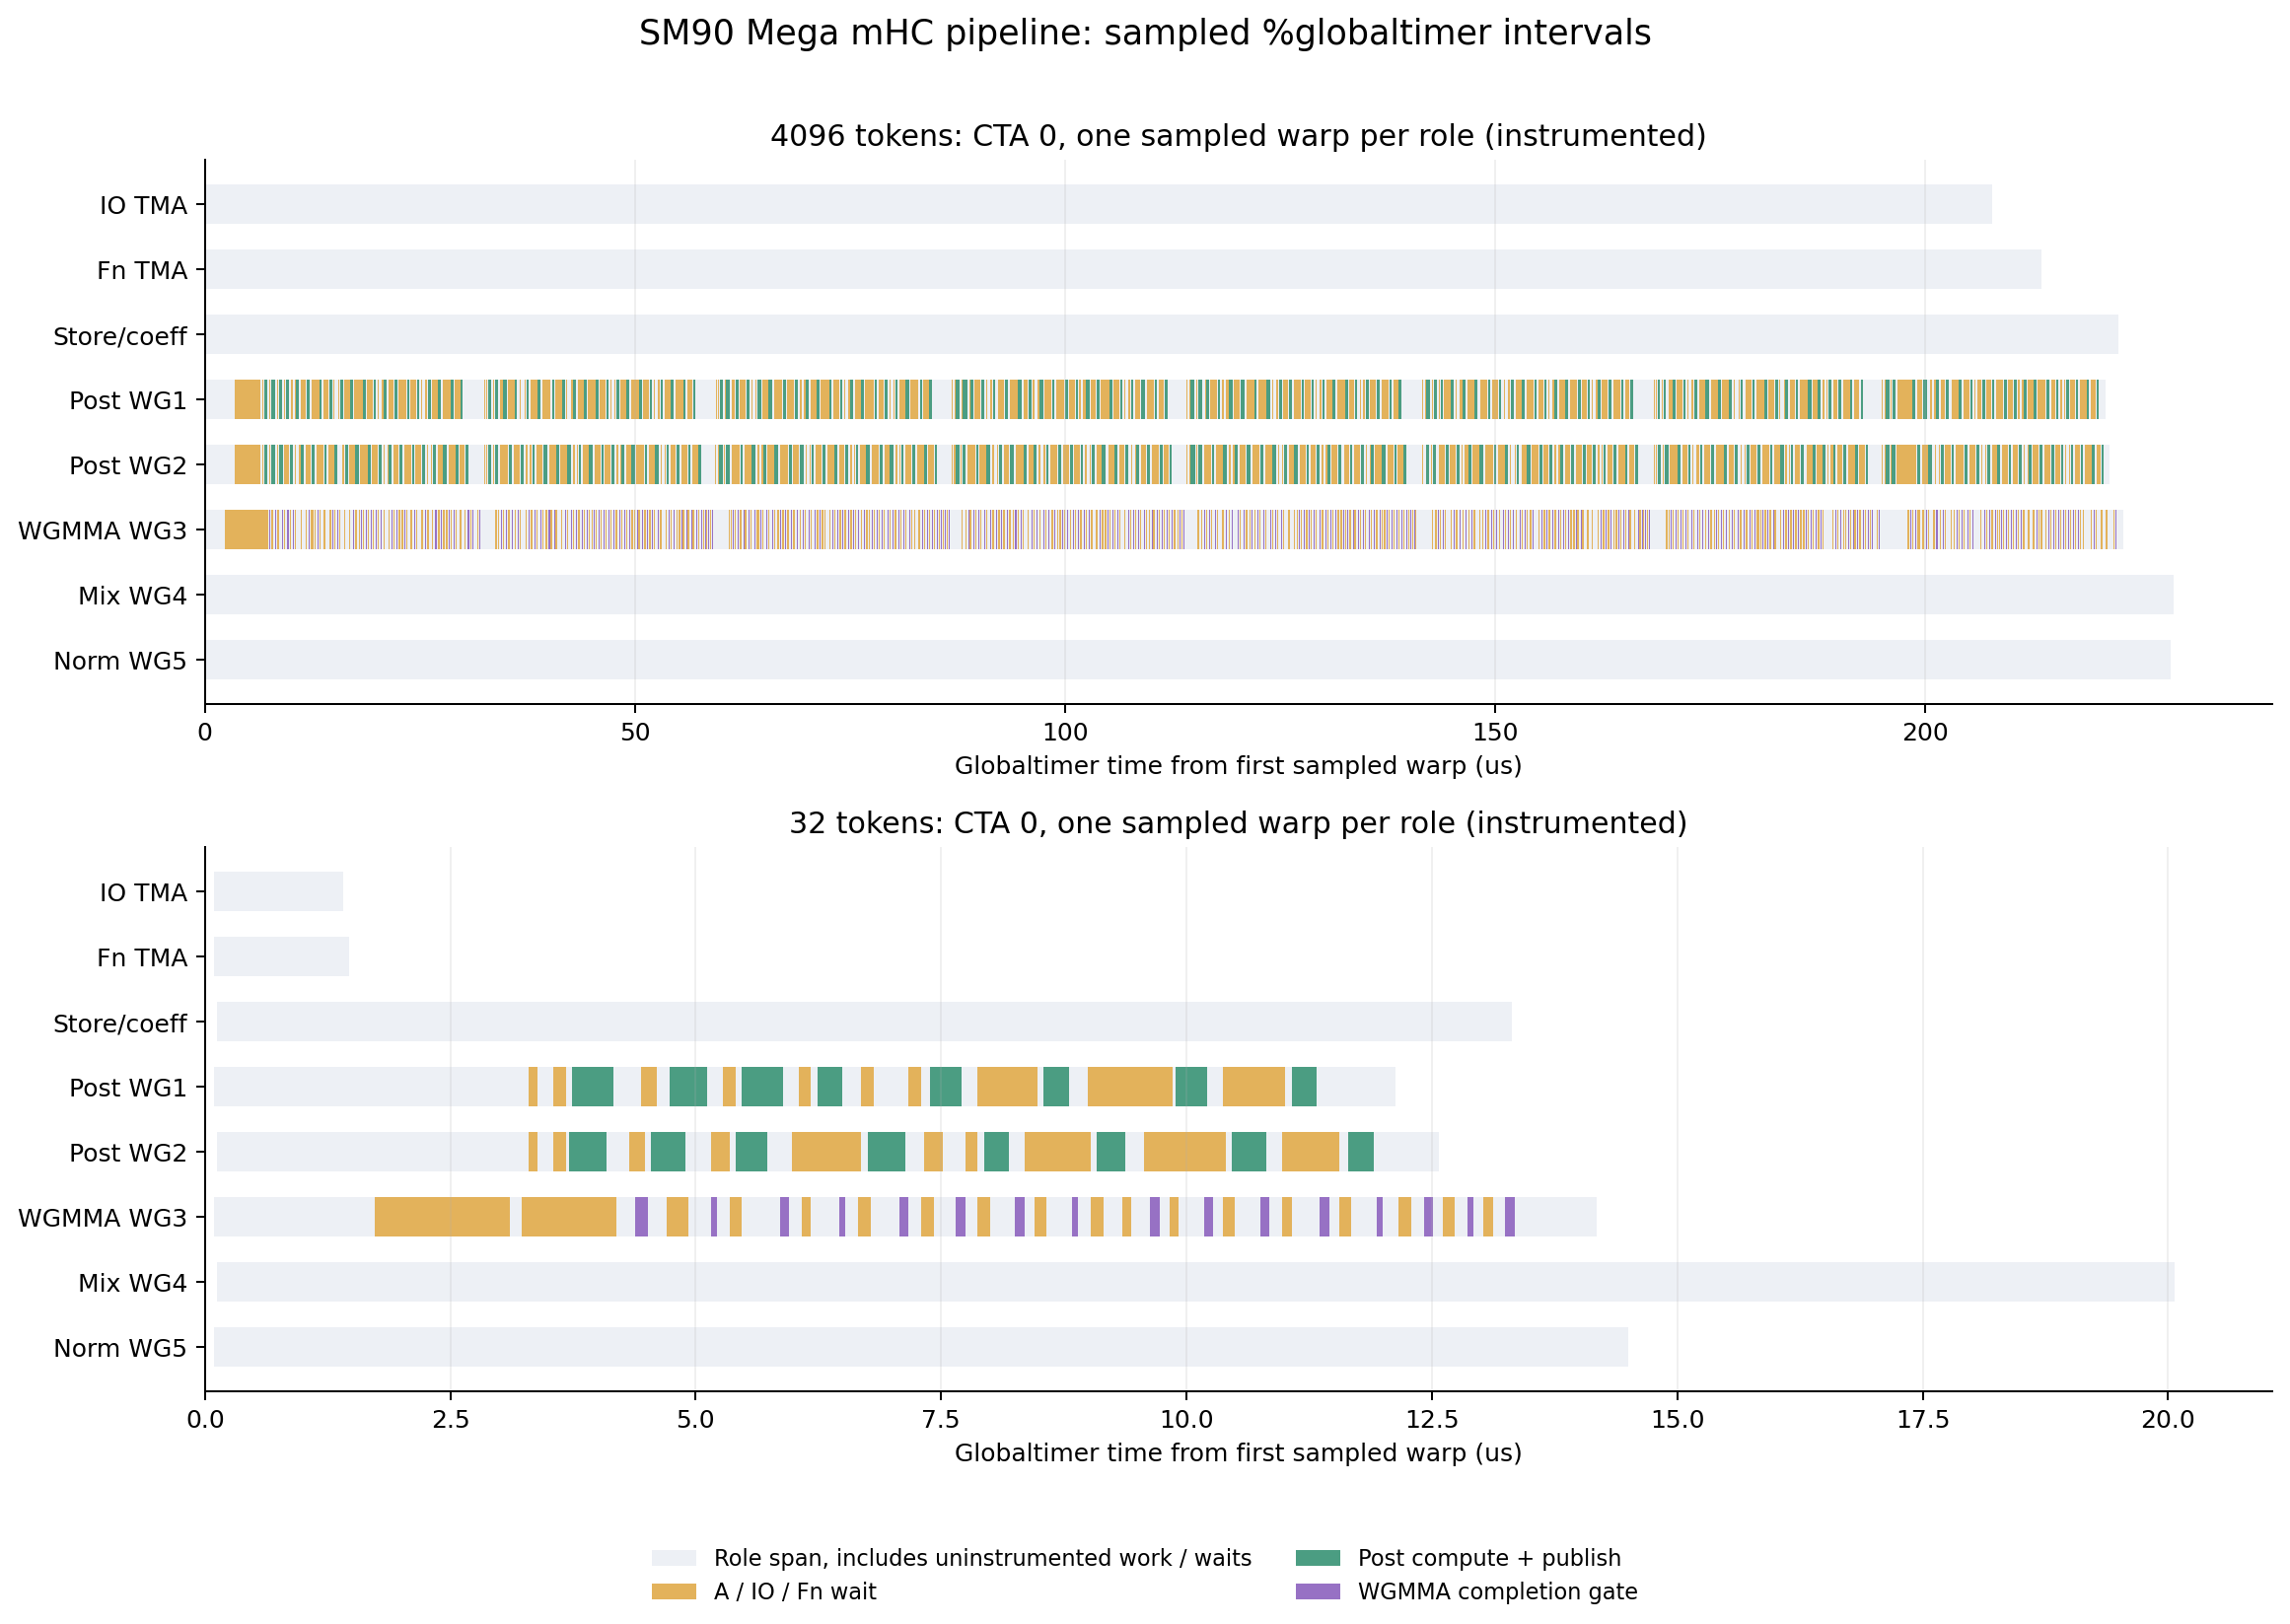 SM90 Mega mHC pipeline: sampled %globaltimer intervals
4096 tokens: CTA 0, one sampled warp per role (instrumented)
IO TMA
Fn TMA
Store/coeff
Post WG1
Post WG2
WGMMA WG3
Mix WG4
Norm WG5
0 50 100 150 200
Globaltimer time from first sampled warp (us)
32 tokens: CTA 0, one sampled warp per role (instrumented)
IO TMA
Fn TMA
Store/coeff
Post WG1
Post WG2
WGMMA WG3
Mix WG4
Norm WG5
0.0 2.5 5.0 7.5 10.0 12.5 15.0 17.5 20.0
Globaltimer time from first sampled warp (us)
Role span, includes uninstrumented work / waits
A / IO / Fn wait
Post compute + publish
WGMMA completion gate